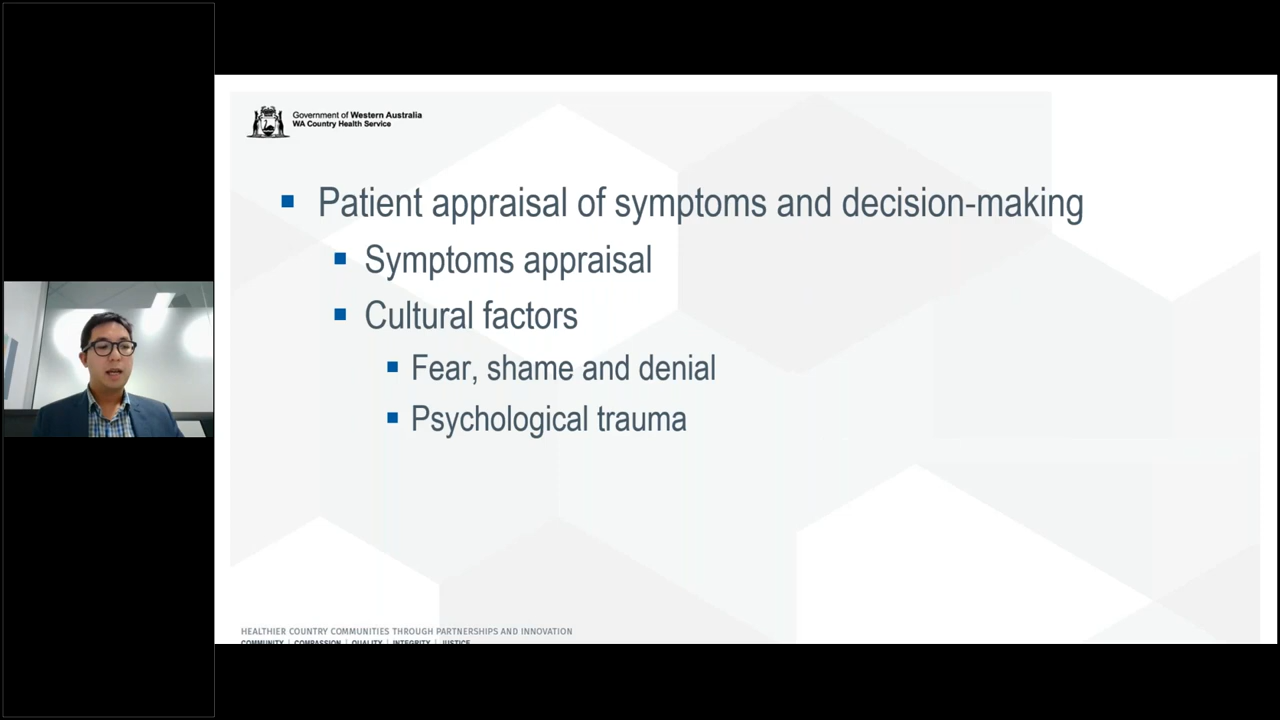 Government of Western Australia
WA Country Health Service
Patient appraisal of symptoms and decision-making
Symptoms appraisal
Cultural factors
Fear, shame and denial
Psychological trauma
HEALTHIER COUNTRY COMMUNITIES THROUGH PARTNERSHIPS AND INNOVATION
COMMUNITY | COMPASSION | QUALITY | INTEGRITY | JUSTICE